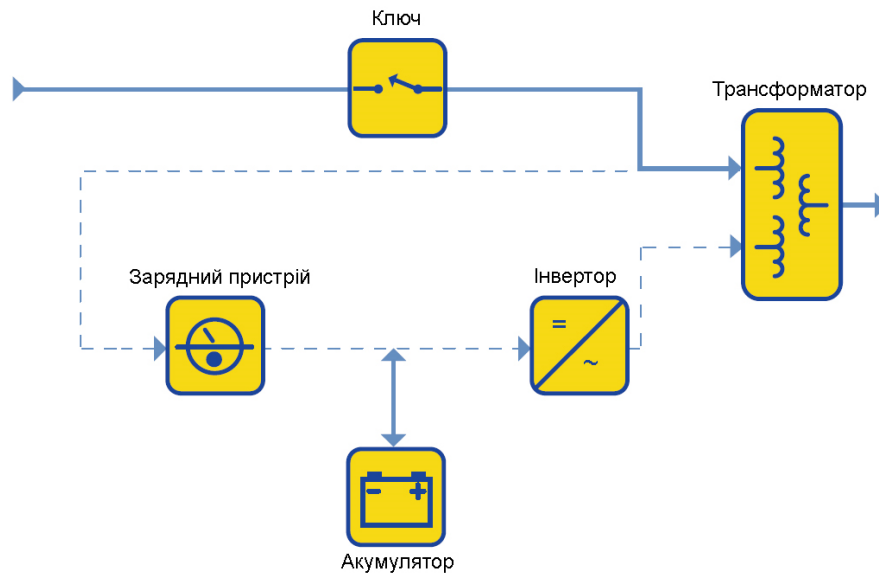 Ключ
Трансформатор
Зарядний пристрій
Інвертор
=
~
- +
Акумулятор